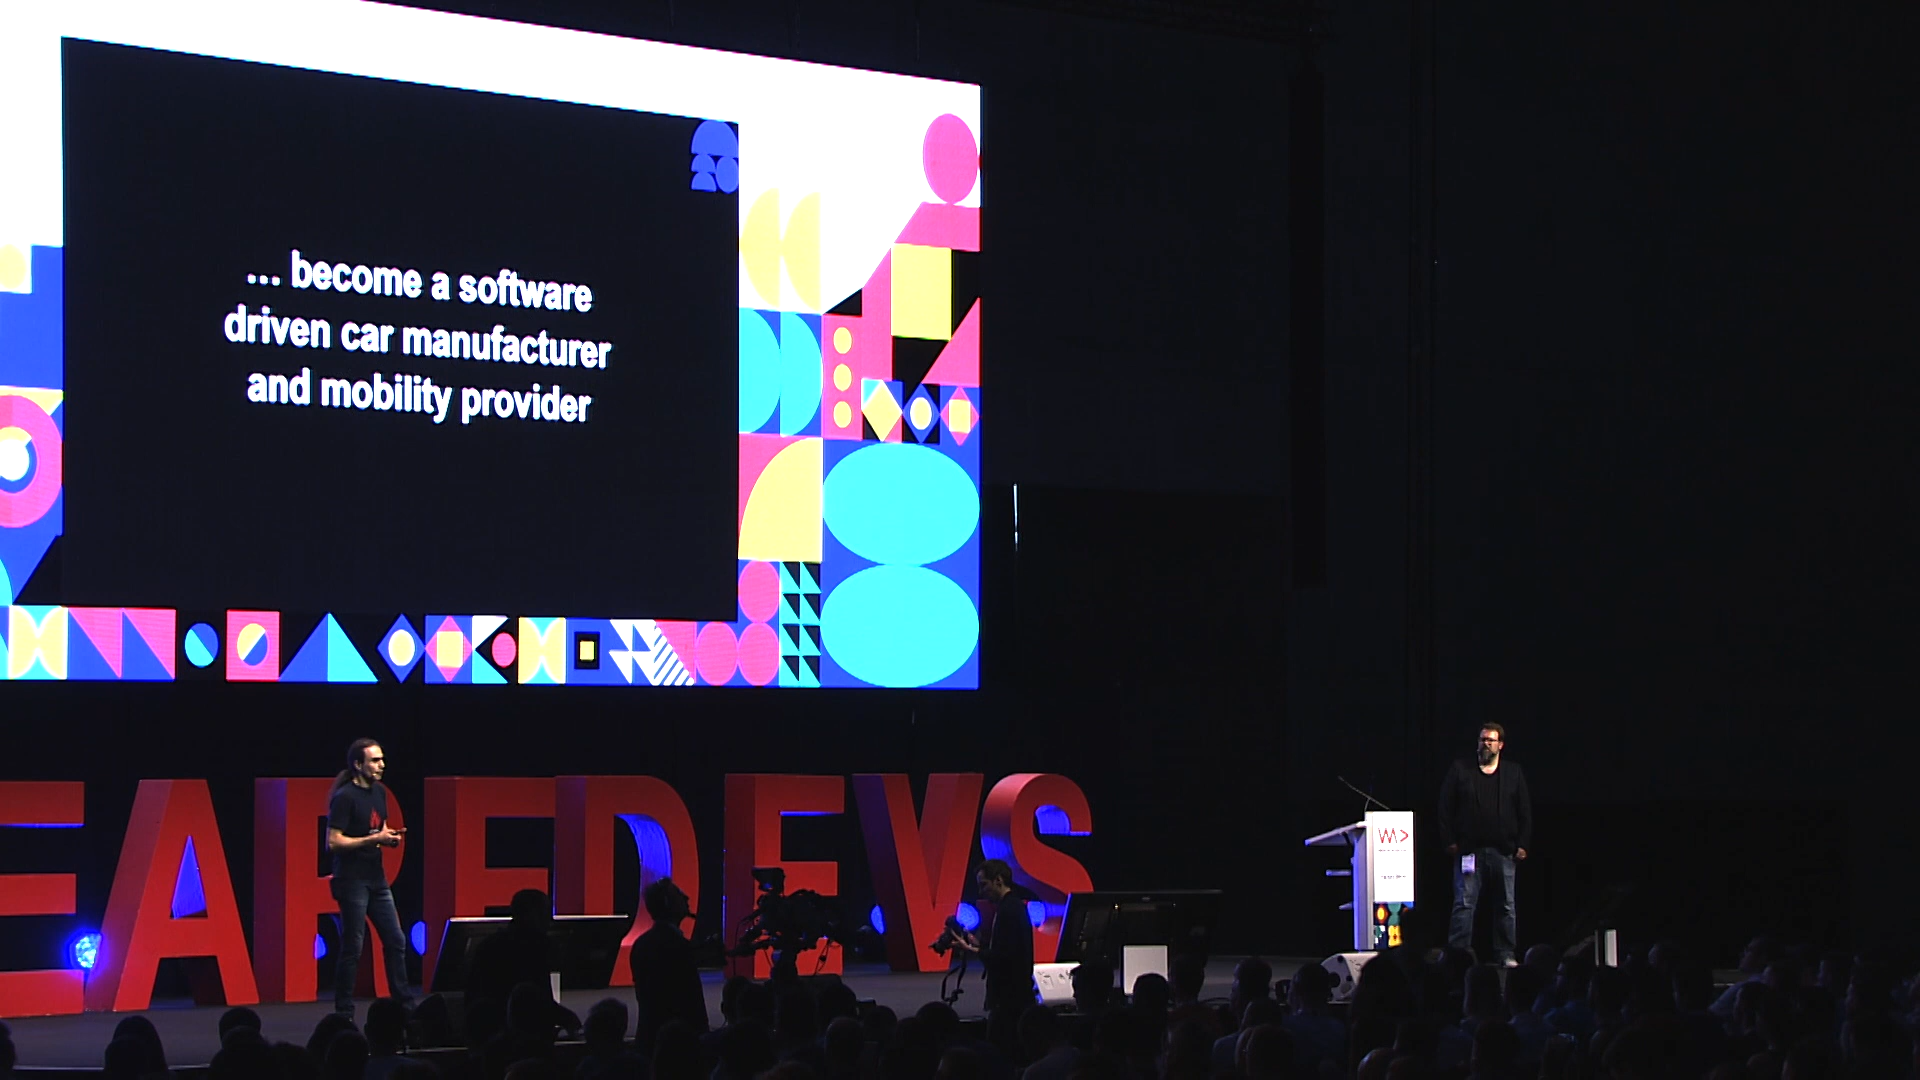 ... become a software
driven car manufacturer
and mobility provider
EAREDEVS